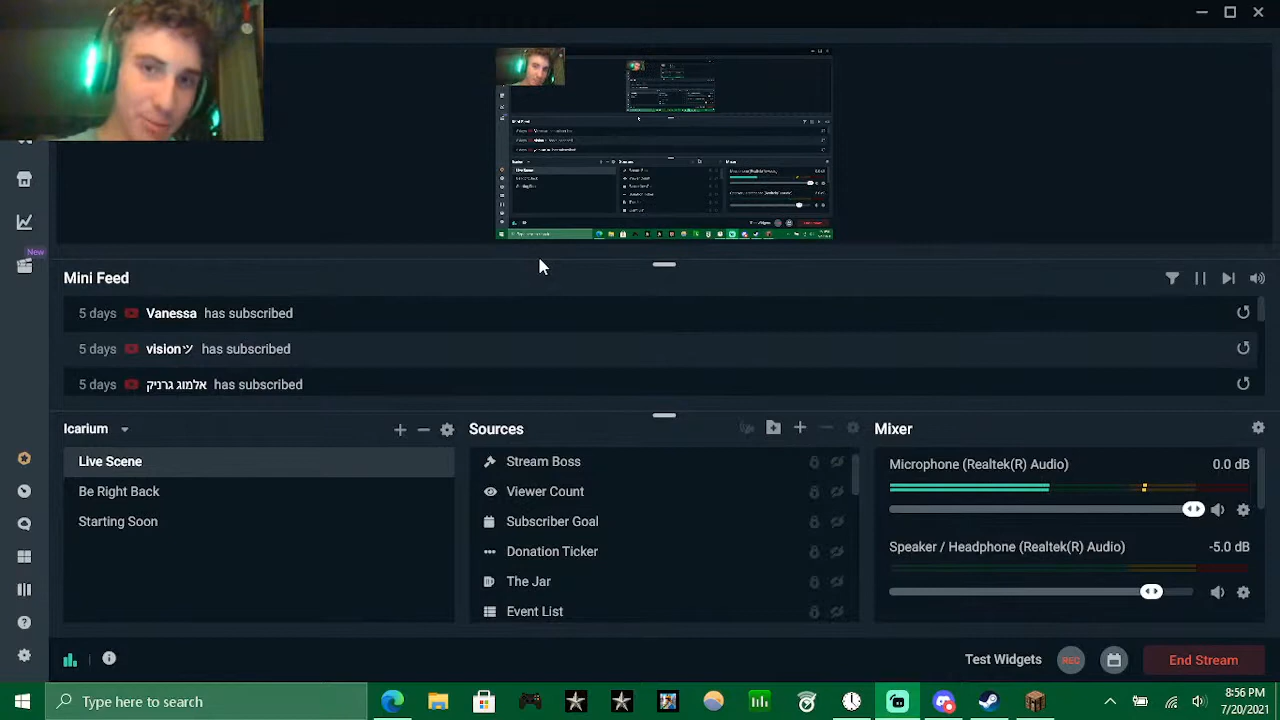 New
Mini Feed
5 days Vanessa has subscribed
5 days visionツ has subscribed
5 days אלמוג גרניק has subscribed
Icarium
Live Scene
Be Right Back
Starting Soon
Sources
Stream Boss
Viewer Count
Subscriber Goal
Donation Ticker
The Jar
Event List
Mixer
Microphone (Realtek(R) Audio) 0.0 dB
Speaker / Headphone (Realtek(R) Audio) -5.0 dB
Test Widgets REC End Stream
Type here to search
8:56 PM
7/20/2021